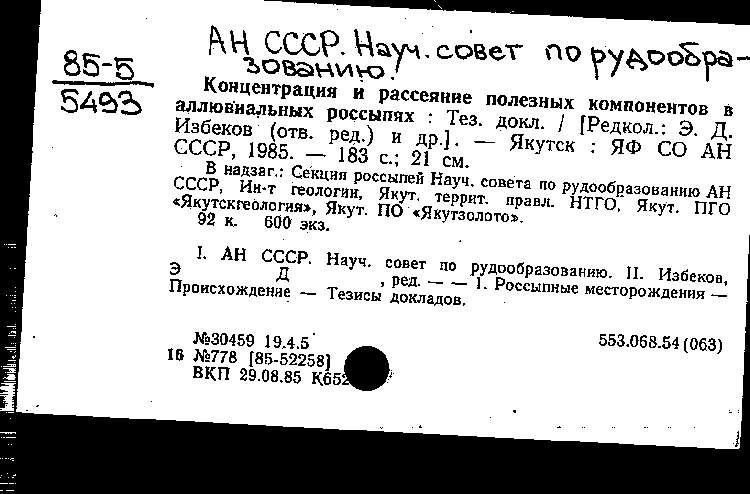 АН СССР. Науч. совет по рудообра-
зованию.
85-5
5493
Концентрация и рассеяние полезных компонентов в
аллювиальных россыпях : Тез. докл. / [Редкол.: Э. Д.
Избеков (отв. ред.) и др.]. — Якутск : ЯФ СО АН
СССР, 1985. — 183 с.; 21 см.
В надзаг.: Секция россыпей Науч. совета по рудообразованию АН
СССР, Ин-т геологии, Якут. террит. правл. НТГО, Якут. ПГО
«Якутскгеология», Якут. ПО «Якутзолото».
92 к. 600 экз.
I. АН СССР. Науч. совет по рудообразованию. II. Избеков,
Э Д , ред. — — 1. Россыпные месторождения —
Происхождение — Тезисы докладов.
№30459 19.4.5 553.068.54(063)
16 №778 [85-52258]
ВКП 29.08.85 К652